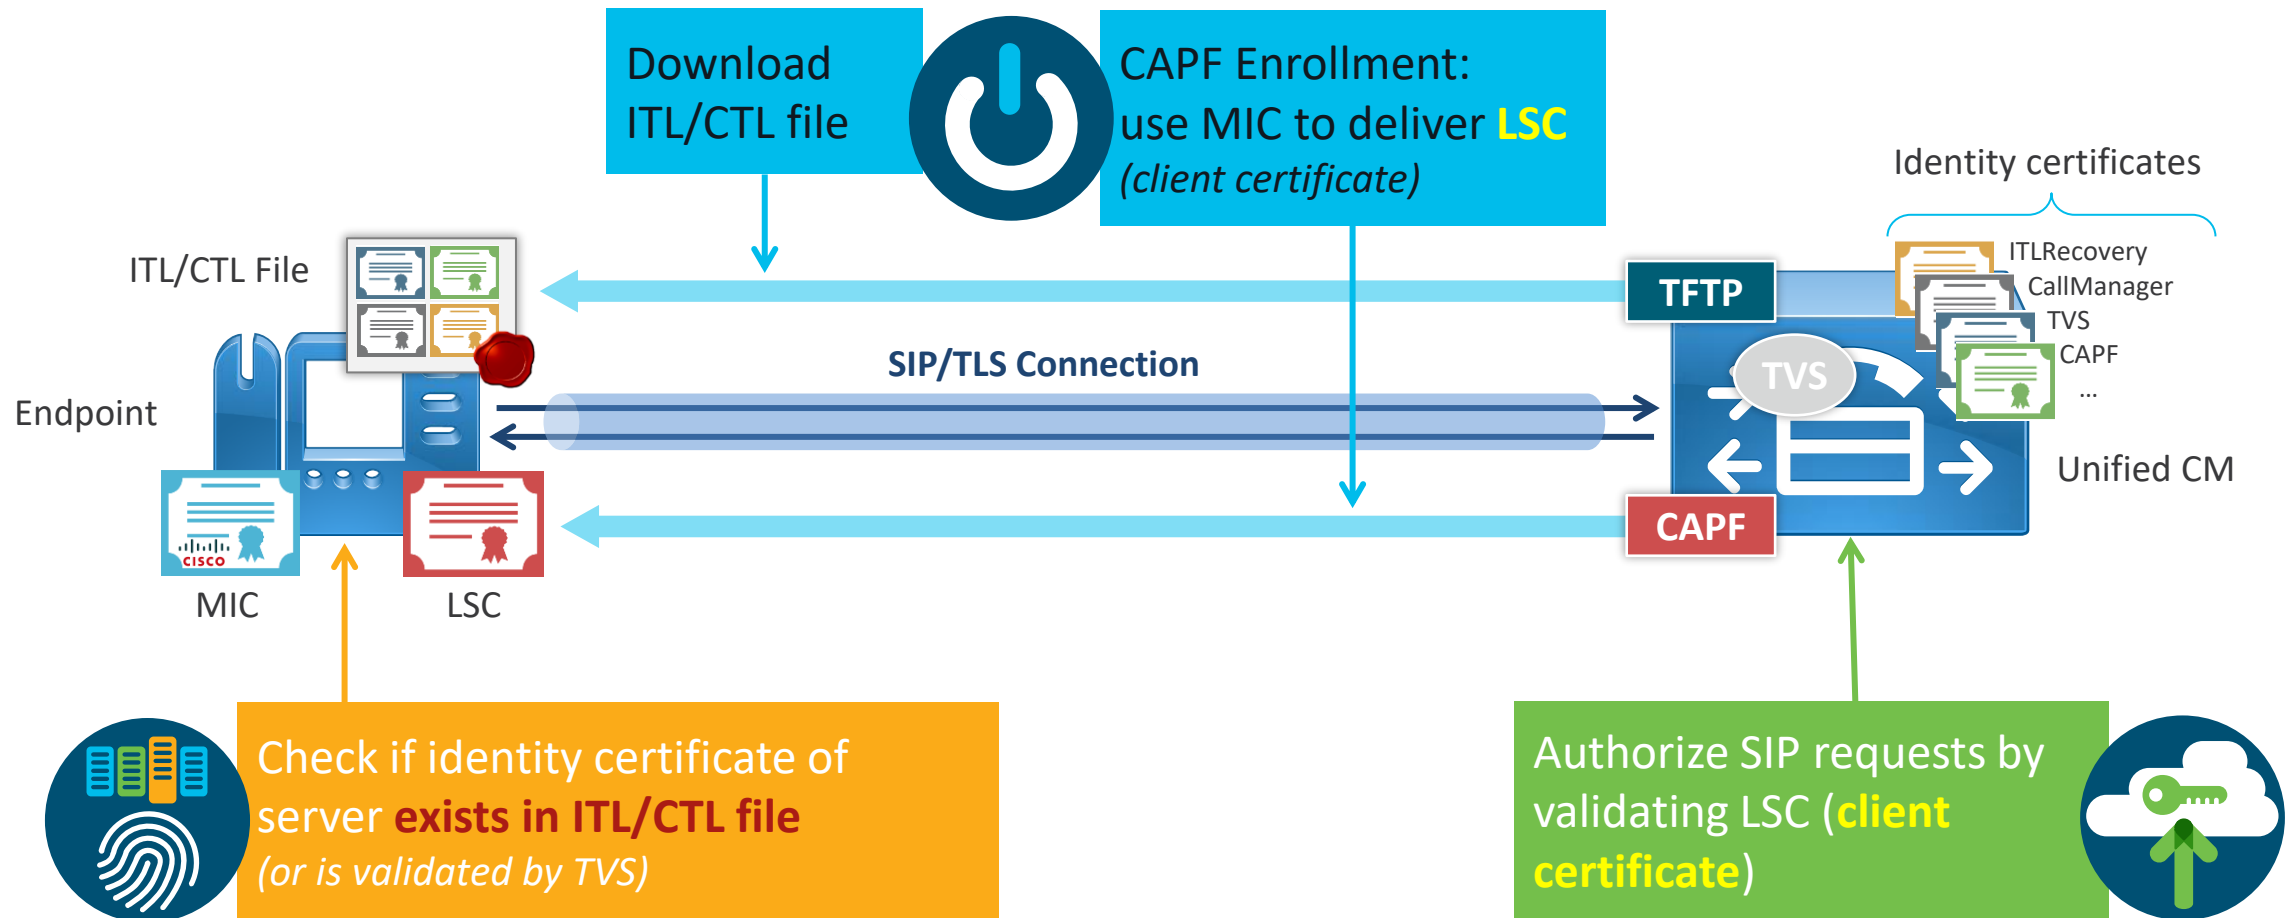 Download
ITL/CTL file
CAPF Enrollment:
use MIC to deliver LSC
(client certificate)
Identity certificates
ITLRecovery
CallManager
TVS
CAPF
...
ITL/CTL File
TFTP
SIP/TLS Connection
TVS
Endpoint
Unified CM
CAPF
CISCO
MIC
LSC
Check if identity certificate of
server exists in ITL/CTL file
(or is validated by TVS)
Authorize SIP requests by
validating LSC (client
certificate)